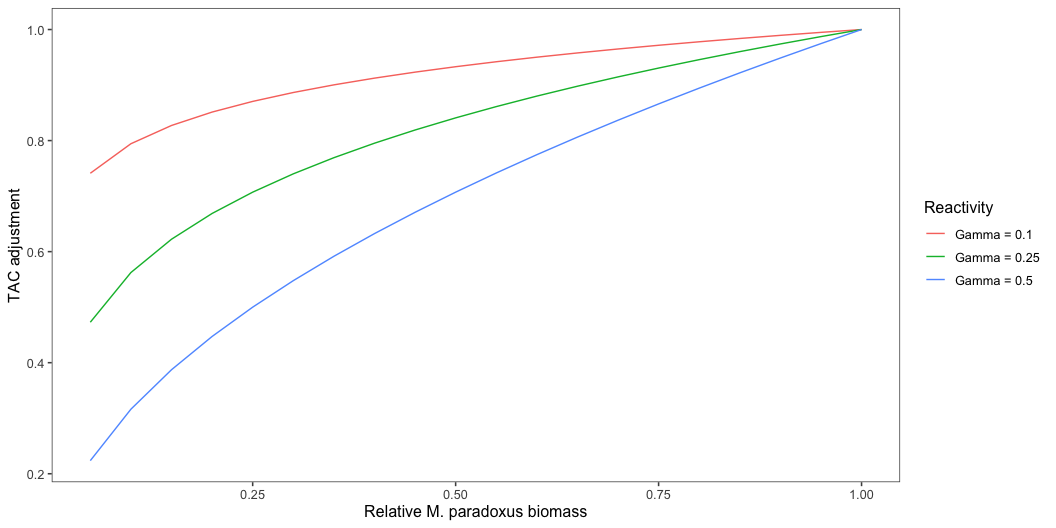 1.0
0.8
0.6
0.4
0.2
TAC adjustment
0.25
0.50
0.75
1.00
Relative M. paradoxus biomass
Reactivity
Gamma = 0.1
Gamma = 0.25
Gamma = 0.5